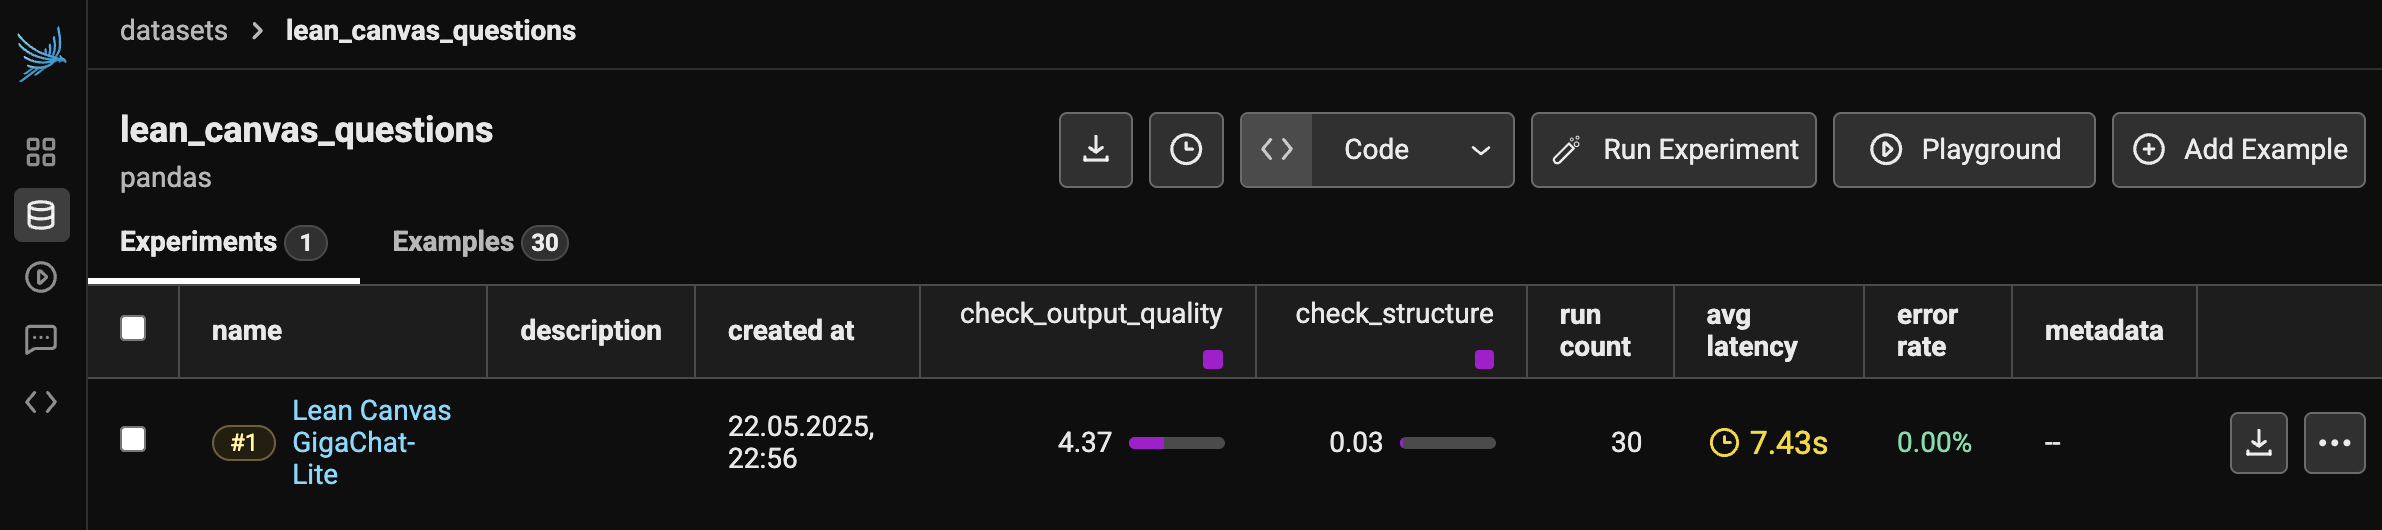 datasets > lean_canvas_questions
lean_canvas_questions
pandas
Code
Run Experiment
Playground
Add Example
Experiments 1
Examples 30
name
description
created at
check_output_quality
check_structure
run
count
avg
latency
error
rate
metadata
#1
Lean Canvas
GigaChat-
Lite
22.05.2025,
22:56
4.37
0.03
30
7.43s
0.00%
--